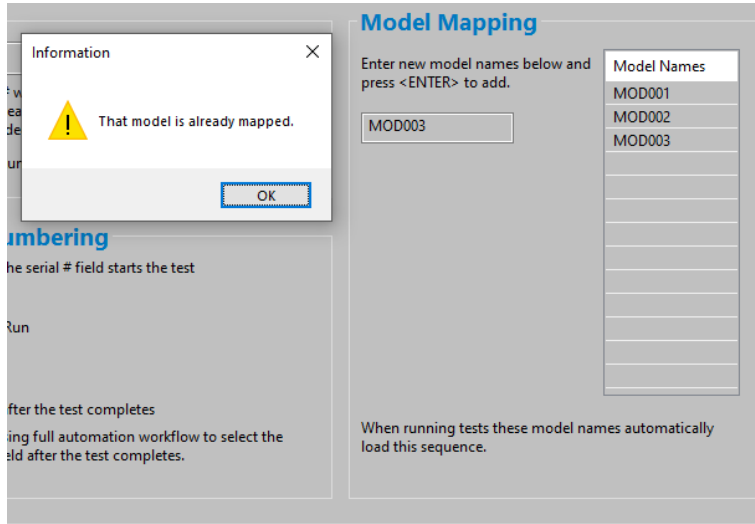 Information
That model is already mapped.
OK
umbering
he serial # field starts the test
Run
fter the test completes
ing full automation workflow to select the
eld after the test completes.
Model Mapping
Enter new model names below and
press <ENTER> to add.
MOD003
Model Names
MOD001
MOD002
MOD003
When running tests these model names automatically
load this sequence.